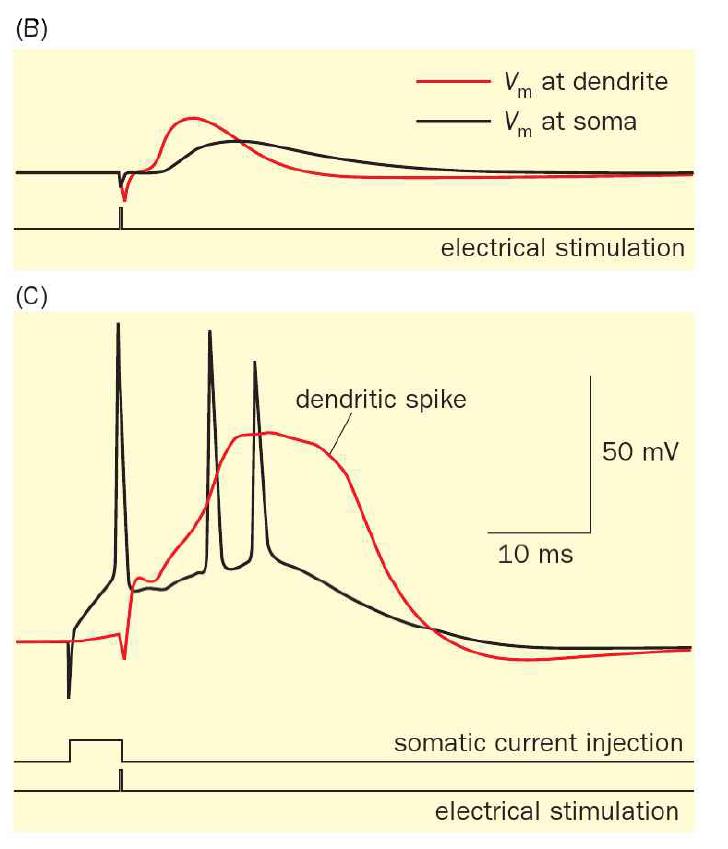 (B)
Vm at dendrite
Vm at soma
electrical stimulation
(C)
dendritic spike
50 mV
10 ms
somatic current injection
electrical stimulation